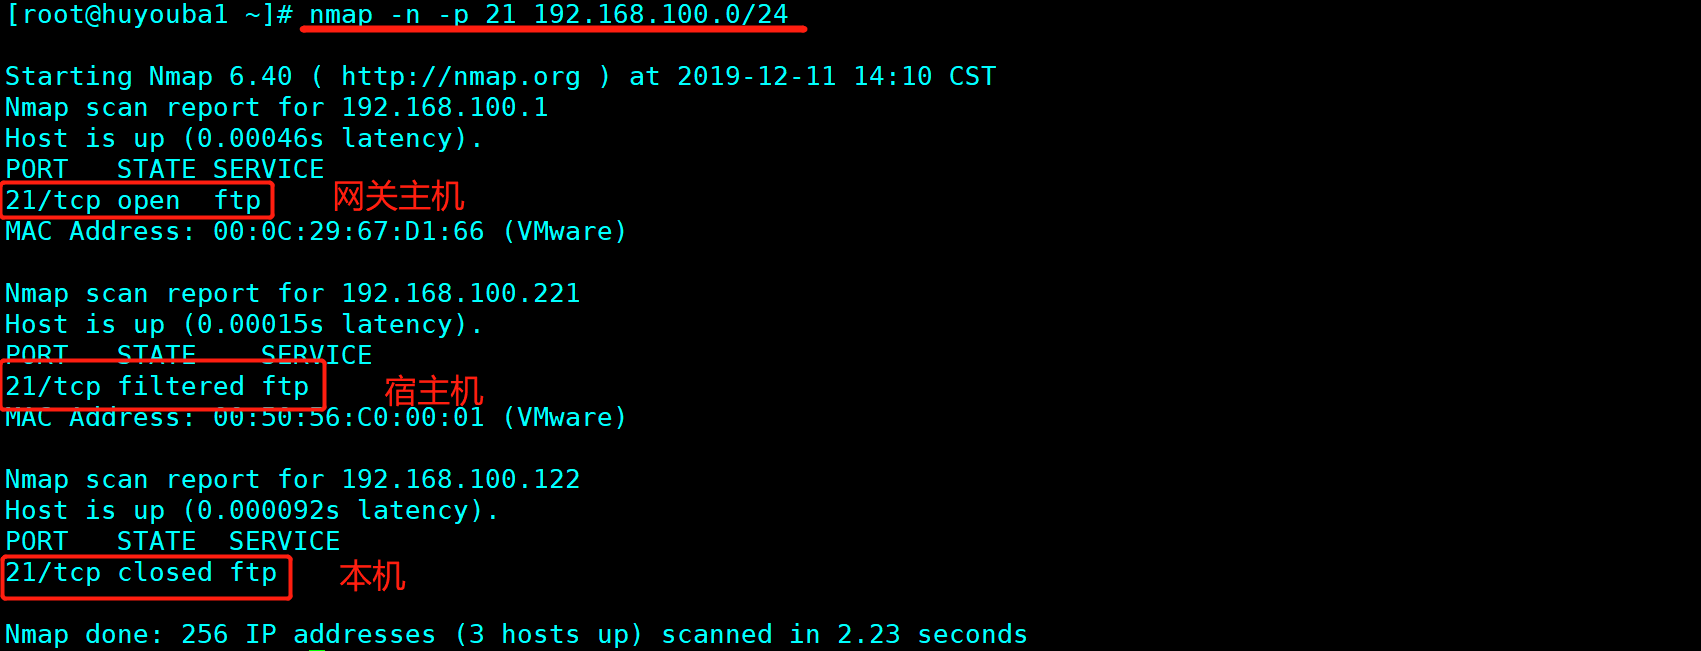 [root@huyouba1 ~]# nmap -n -p 21 192.168.100.0/24
Starting Nmap 6.40 ( http://nmap.org ) at 2019-12-11 14:10 CST
Nmap scan report for 192.168.100.1
Host is up (0.00046s latency).
PORT   STATE SERVICE
21/tcp open  ftp 网关主机
MAC Address: 00:0C:29:67:D1:66 (VMware)
Nmap scan report for 192.168.100.221
Host is up (0.00015s latency).
PORT   STATE    SERVICE
21/tcp filtered ftp 宿主机
MAC Address: 00:50:56:C0:00:01 (VMware)
Nmap scan report for 192.168.100.122
Host is up (0.000092s latency).
PORT   STATE  SERVICE
21/tcp closed ftp 本机
Nmap done: 256 IP addresses (3 hosts up) scanned in 2.23 seconds